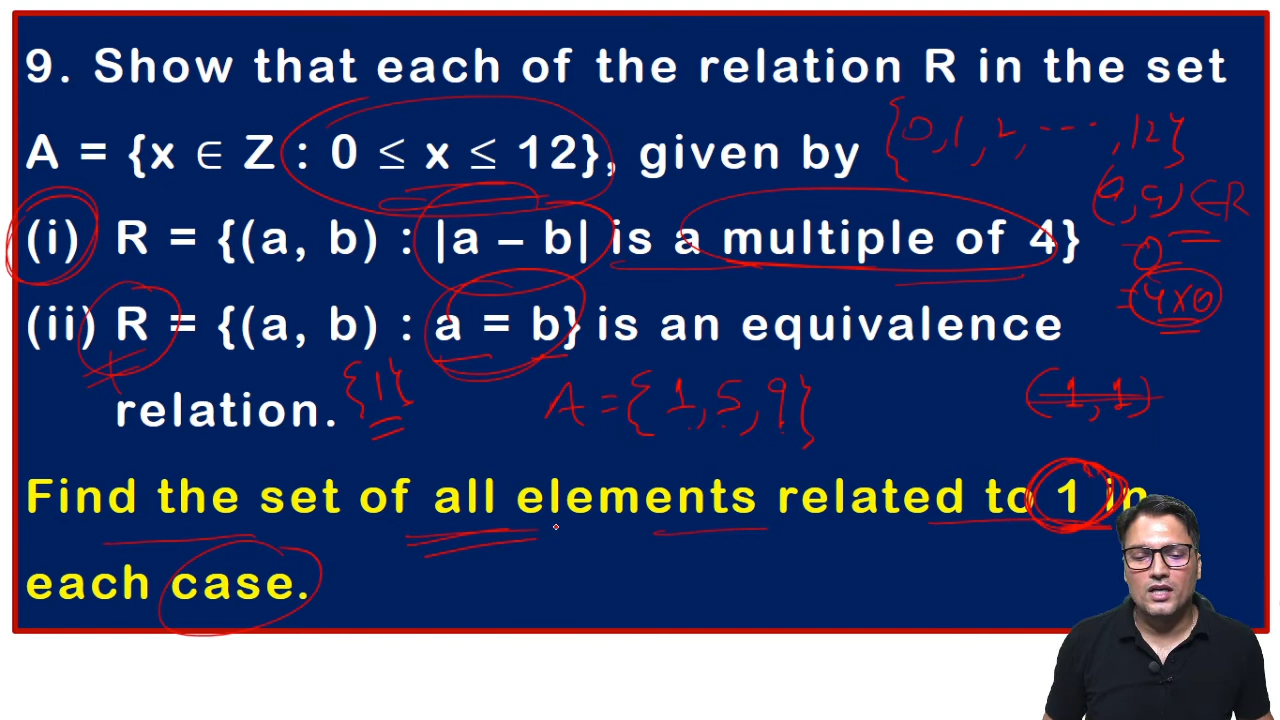 9. Show that each of the relation R in the set
A = {x ∈ Z : 0 ≤ x ≤ 12}, given by
{0, 1, 2, ---, 12}
(a, a) ∈ R
(i) R = {(a, b) : |a – b| is a multiple of 4}
0
= 4×0
(ii) R = {(a, b) : a = b} is an equivalence
relation.
{1}
A = {1, 5, 9}
(1, 1)
Find the set of all elements related to 1 in
each case.